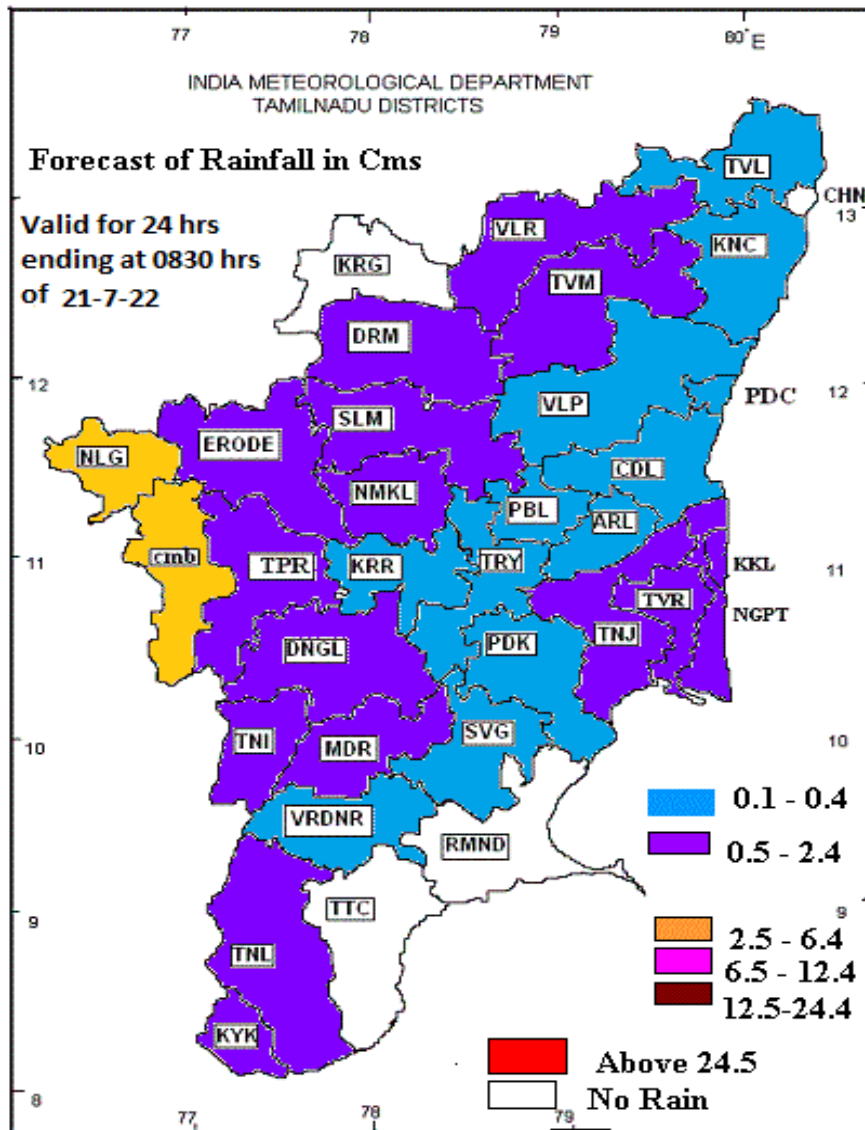 77 78 79 80° E
INDIA METEOROLOGICAL DEPARTMENT
TAMILNADU DISTRICTS
Forecast of Rainfall in Cms
TVL
CHN
13
Valid for 24 hrs
ending at 0830 hrs
of 21-7-22
VLR
KNC
KRG
TVM
DRM
12
12
PDC
VLP
SLM
ERODE
NLG
CDL
NMKL
PBL
ARL
11
cmb
TPR
KRR
TRY
KKL
11
TVR
NGPT
TNJ
DNGL
PDK
10
TNI
MDR
SVG
10
0.1 - 0.4
VRDNR
RMND
0.5 - 2.4
9
TTC
9
2.5 - 6.4
TNL
6.5 - 12.4
12.5-24.4
KYK
Above 24.5
8
No Rain
77 78 79